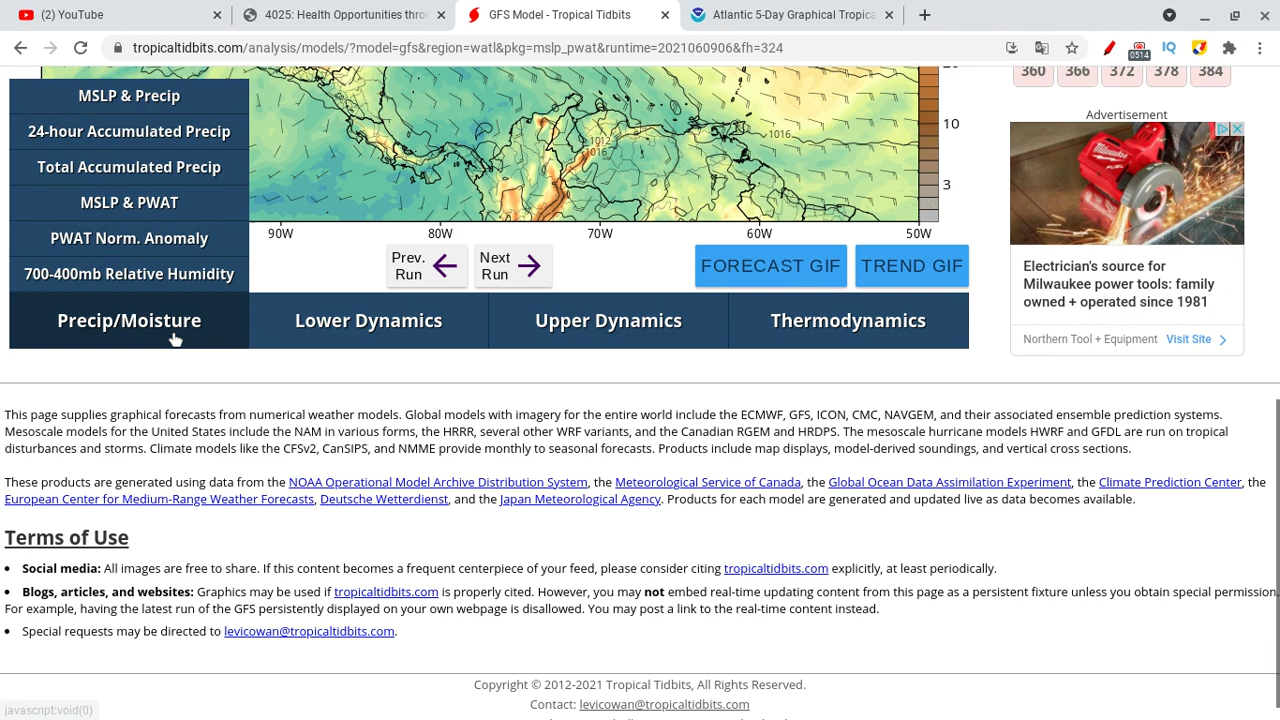 (2) YouTube
4025: Health Opportunities thro
GFS Model - Tropical Tidbits
Atlantic 5-Day Graphical Tropica
tropicaltidbits.com/analysis/models/?model=gfs&region=watl&pkg=mslp_pwat&runtime=2021060906&fh=324
0514
IQ
MSLP & Precip
24-hour Accumulated Precip
Total Accumulated Precip
MSLP & PWAT
PWAT Norm. Anomaly
700-400mb Relative Humidity
Precip/Moisture
Lower Dynamics
Upper Dynamics
Thermodynamics
1012
1016
1016
10
3
90W
80W
70W
60W
50W
Prev. Run
Next Run
FORECAST GIF
TREND GIF
360
366
372
378
384
Advertisement
Milwaukee
Electrician's source for
Milwaukee power tools: family
owned + operated since 1981
Northern Tool + Equipment
Visit Site
This page supplies graphical forecasts from numerical weather models. Global models with imagery for the entire world include the ECMWF, GFS, ICON, CMC, NAVGEM, and their associated ensemble prediction systems.
Mesoscale models for the United States include the NAM in various forms, the HRRR, several other WRF variants, and the Canadian RGEM and HRDPS. The mesoscale hurricane models HWRF and GFDL are run on tropical
disturbances and storms. Climate models like the CFSv2, CanSIPS, and NMME provide monthly to seasonal forecasts. Products include map displays, model-derived soundings, and vertical cross sections.
These products are generated using data from the NOAA Operational Model Archive Distribution System, the Meteorological Service of Canada, the Global Ocean Data Assimilation Experiment, the Climate Prediction Center, the
European Center for Medium-Range Weather Forecasts, Deutsche Wetterdienst, and the Japan Meteorological Agency. Products for each model are generated and updated live as data becomes available.
Terms of Use
• Social media: All images are free to share. If this content becomes a frequent centerpiece of your feed, please consider citing tropicaltidbits.com explicitly, at least periodically.
• Blogs, articles, and websites: Graphics may be used if tropicaltidbits.com is properly cited. However, you may not embed real-time updating content from this page as a persistent fixture unless you obtain special permission.
For example, having the latest run of the GFS persistently displayed on your own webpage is disallowed. You may post a link to the real-time content instead.
• Special requests may be directed to levicowan@tropicaltidbits.com.
Copyright © 2012-2021 Tropical Tidbits, All Rights Reserved.
Contact: levicowan@tropicaltidbits.com
javascript:void(0)